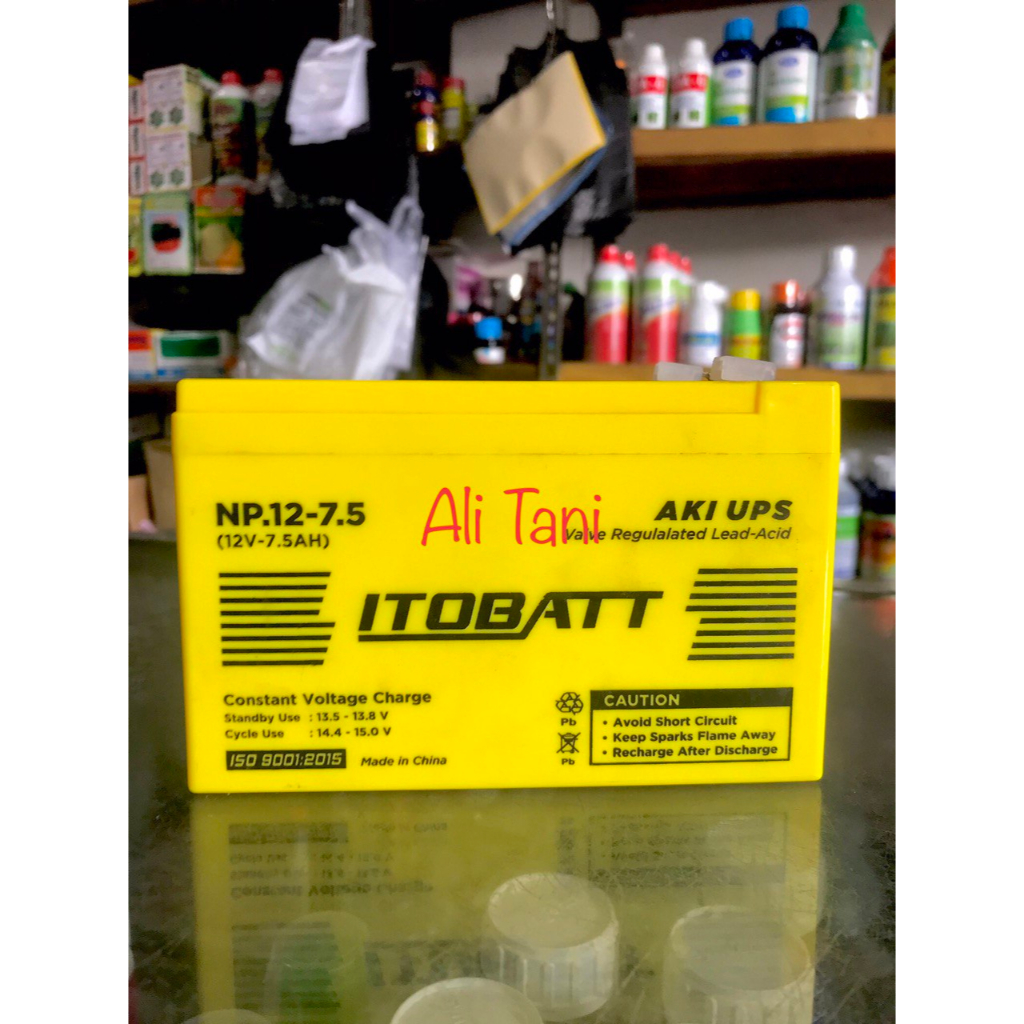 NP.12-7.5
(12V-7.5AH)
Ali Tani
AKI UPS
Valve Regulalated Lead-Acid
ITOBATT
Constant Voltage Charge
Standby Use : 13.5 - 13.8 V
Cycle Use : 14.4 - 15.0 V
ISO 9001:2015
Made in China
Pb
Pb
CAUTION
• Avoid Short Circuit
• Keep Sparks Flame Away
• Recharge After Discharge